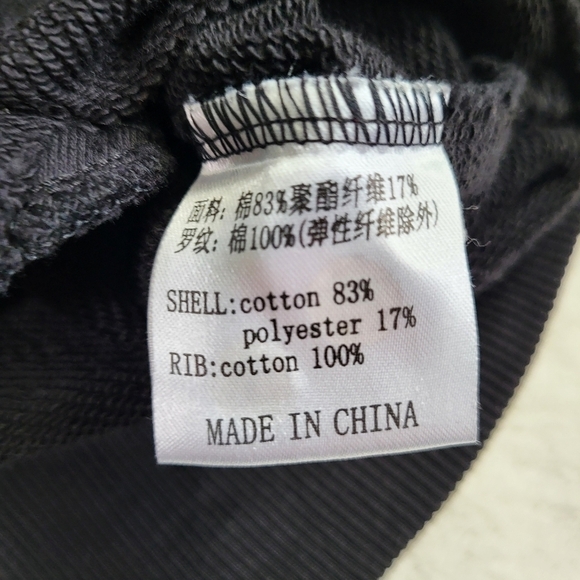 面料: 棉83%聚酯纤维17%
罗纹: 棉100%(弹性纤维除外)
SHELL:cotton 83%
polyester 17%
RIB:cotton 100%
MADE IN CHINA